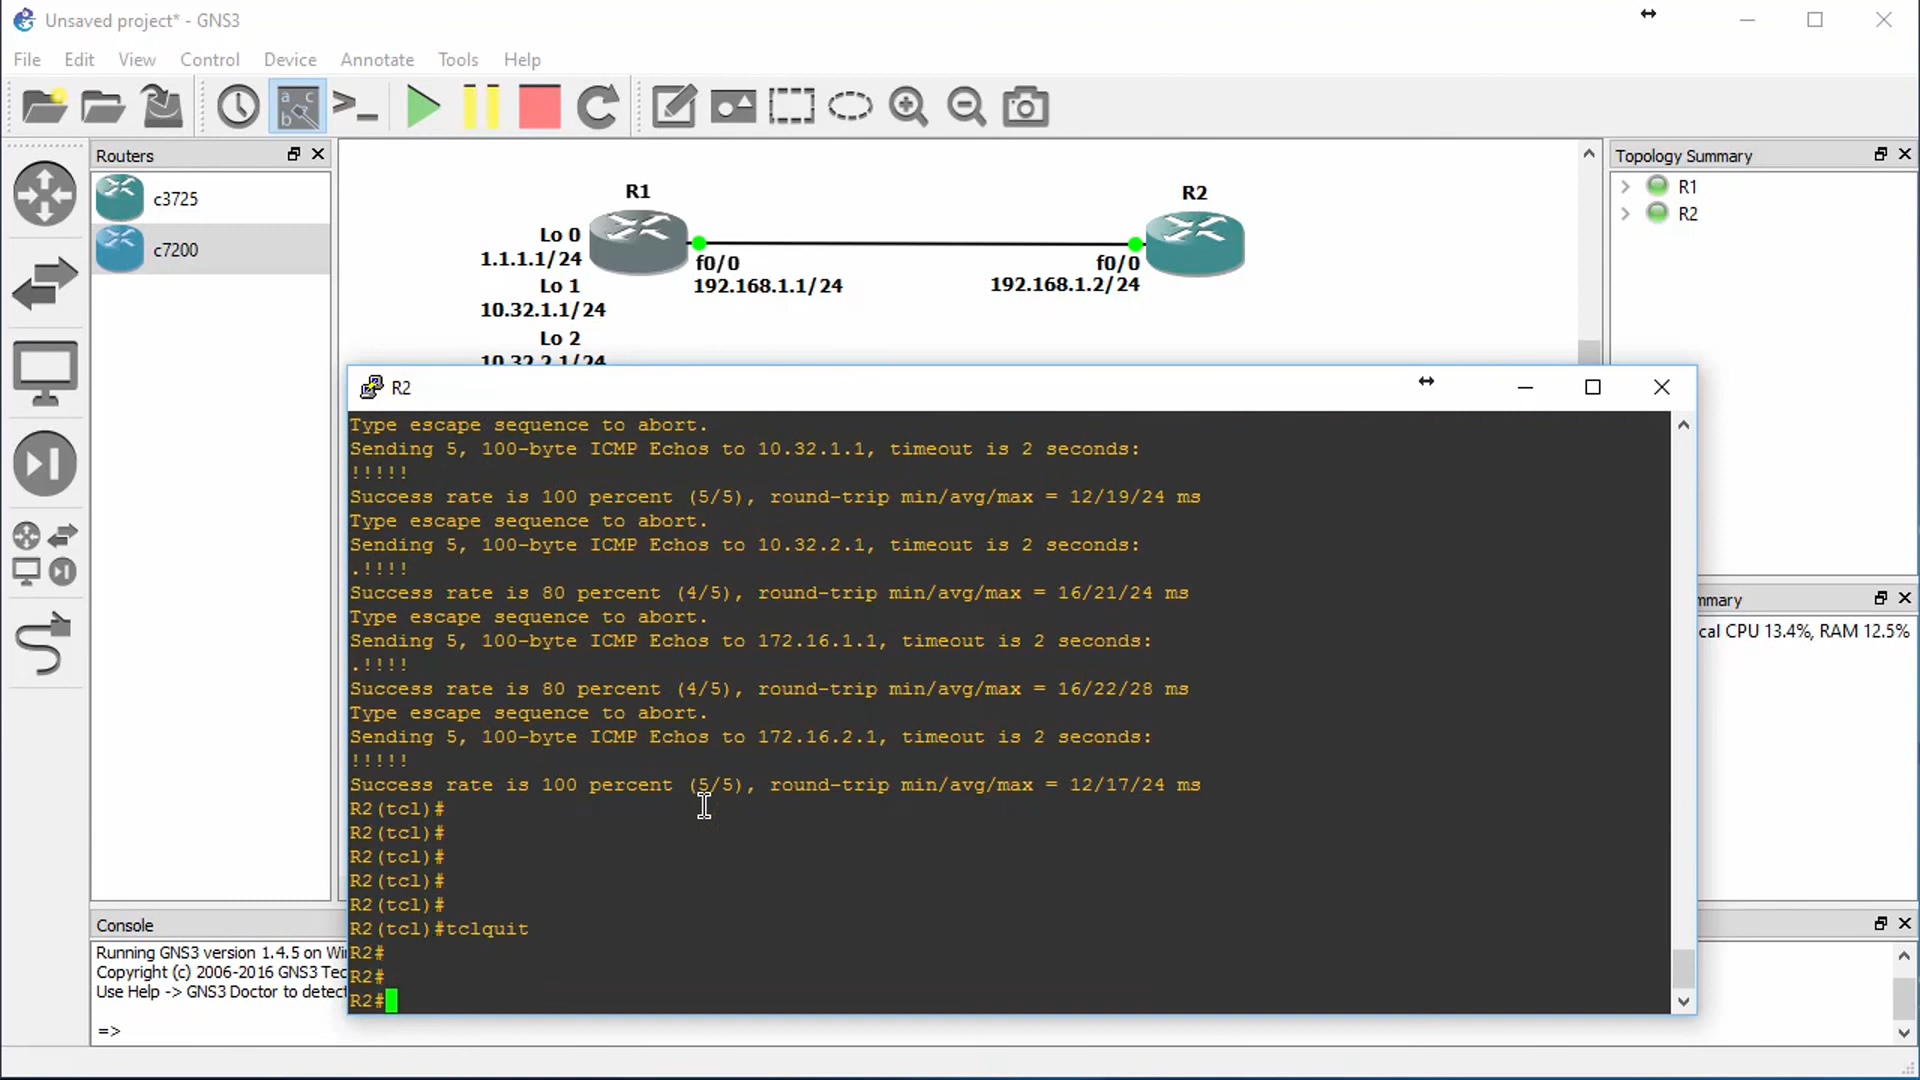 Unsaved project* - GNS3
File Edit View Control Device Annotate Tools Help
Routers
c3725
c7200
R1
R2
Lo 0
1.1.1.1/24
f0/0
192.168.1.1/24
f0/0
192.168.1.2/24
Lo 1
10.32.1.1/24
Lo 2
10.32.2.1/24
Topology Summary
R1
R2
R2
Type escape sequence to abort.
Sending 5, 100-byte ICMP Echos to 10.32.1.1, timeout is 2 seconds:
!!!!!
Success rate is 100 percent (5/5), round-trip min/avg/max = 12/19/24 ms
Type escape sequence to abort.
Sending 5, 100-byte ICMP Echos to 10.32.2.1, timeout is 2 seconds:
.!!!!
Success rate is 80 percent (4/5), round-trip min/avg/max = 16/21/24 ms
Type escape sequence to abort.
Sending 5, 100-byte ICMP Echos to 172.16.1.1, timeout is 2 seconds:
.!!!!
Success rate is 80 percent (4/5), round-trip min/avg/max = 16/22/28 ms
Type escape sequence to abort.
Sending 5, 100-byte ICMP Echos to 172.16.2.1, timeout is 2 seconds:
!!!!!
Success rate is 100 percent (5/5), round-trip min/avg/max = 12/17/24 ms
R2(tcl)#
R2(tcl)#
R2(tcl)#
R2(tcl)#
R2(tcl)#
R2(tcl)#tclquit
R2#
R2#
R2#
mmary
cal CPU 13.4%, RAM 12.5%
Console
Running GNS3 version 1.4.5 on Wi
Copyright (c) 2006-2016 GNS3 Tec
Use Help -> GNS3 Doctor to detect
=>